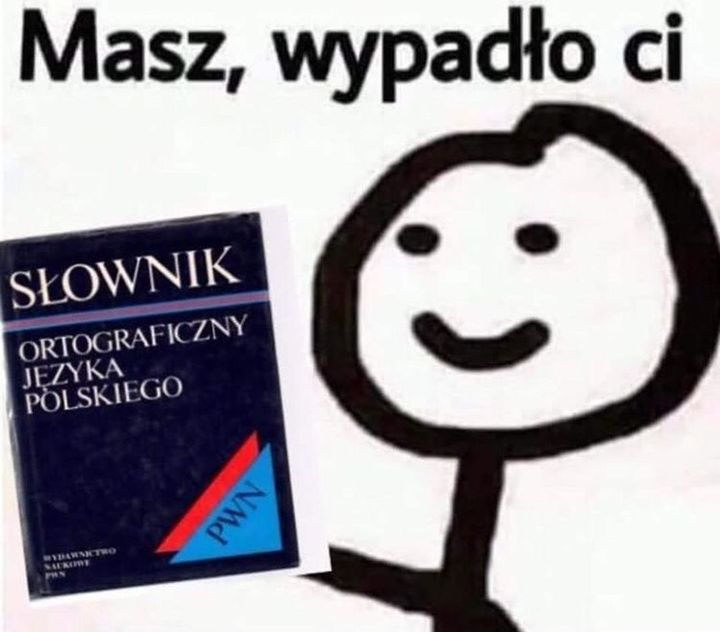 Masz, wypadło ci
SŁOWNIK
ORTOGRAFICZNY
JĘZYKA
POLSKIEGO
PWN
WYDAWNICTWO
NAUKOWE
PWN